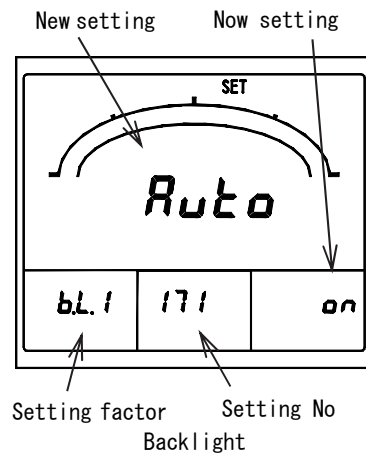 New setting
Now setting
SET
Auto
b.L.1
171
on
Setting factor
Setting No
Backlight